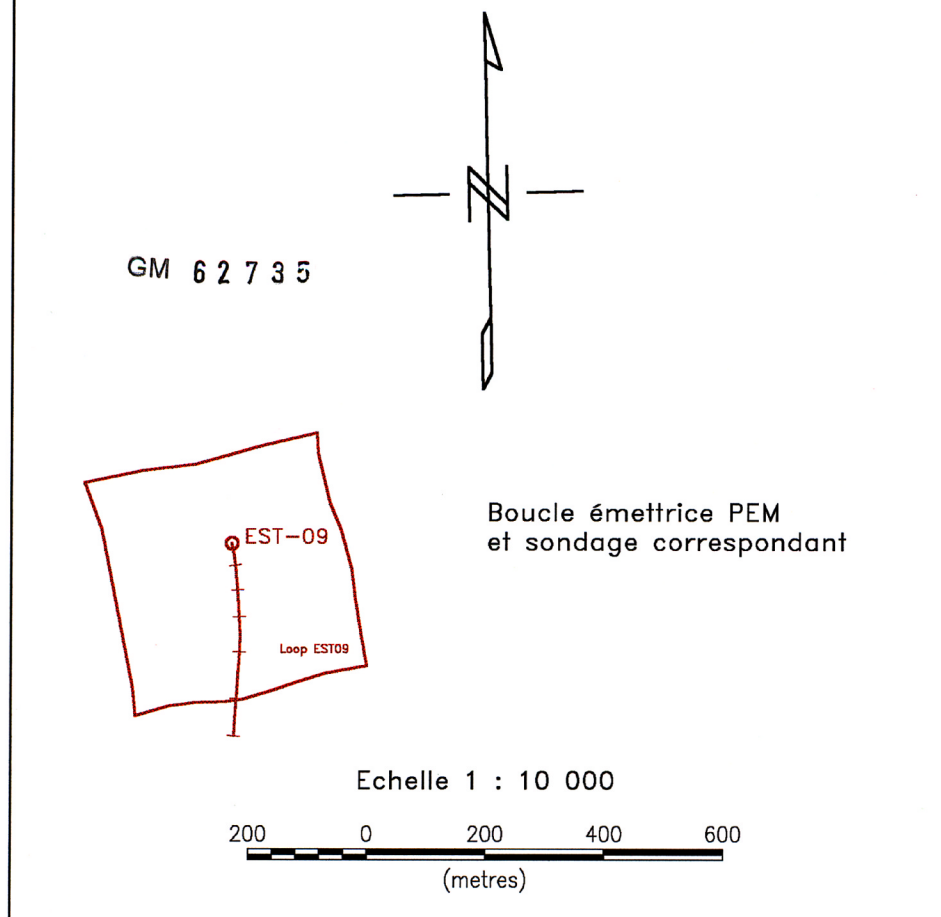 N
GM 62735
EST-09
Boucle émettrice PEM
et sondage correspondant
Loop EST09
Echelle 1 : 10 000
200 0 200 400 600
(metres)